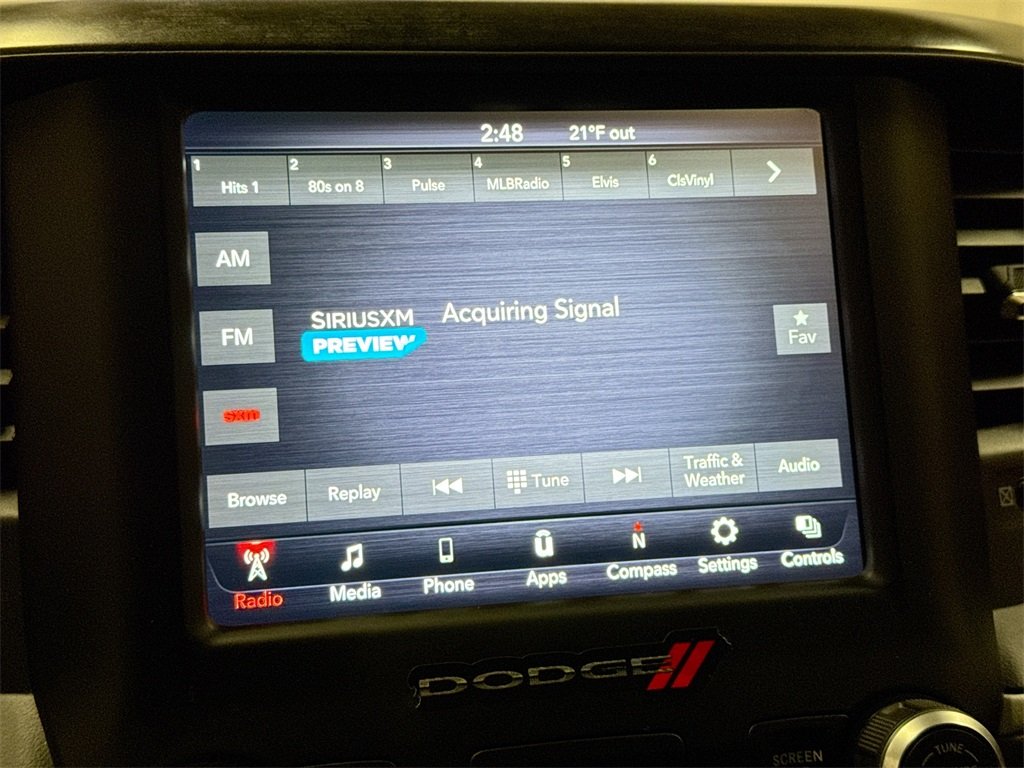 2:48 21°F out
1 Hits 1
2 80s on 8
3 Pulse
4 MLBRadio
5 Elvis
6 ClsVinyl
AM
SIRIUSXM Acquiring Signal
PREVIEW
FM
Fav
sxm
Browse Replay Tune Traffic &
Weather Audio
Radio Media Phone Apps N Compass Settings Controls
DODGE
SCREEN
TUNE